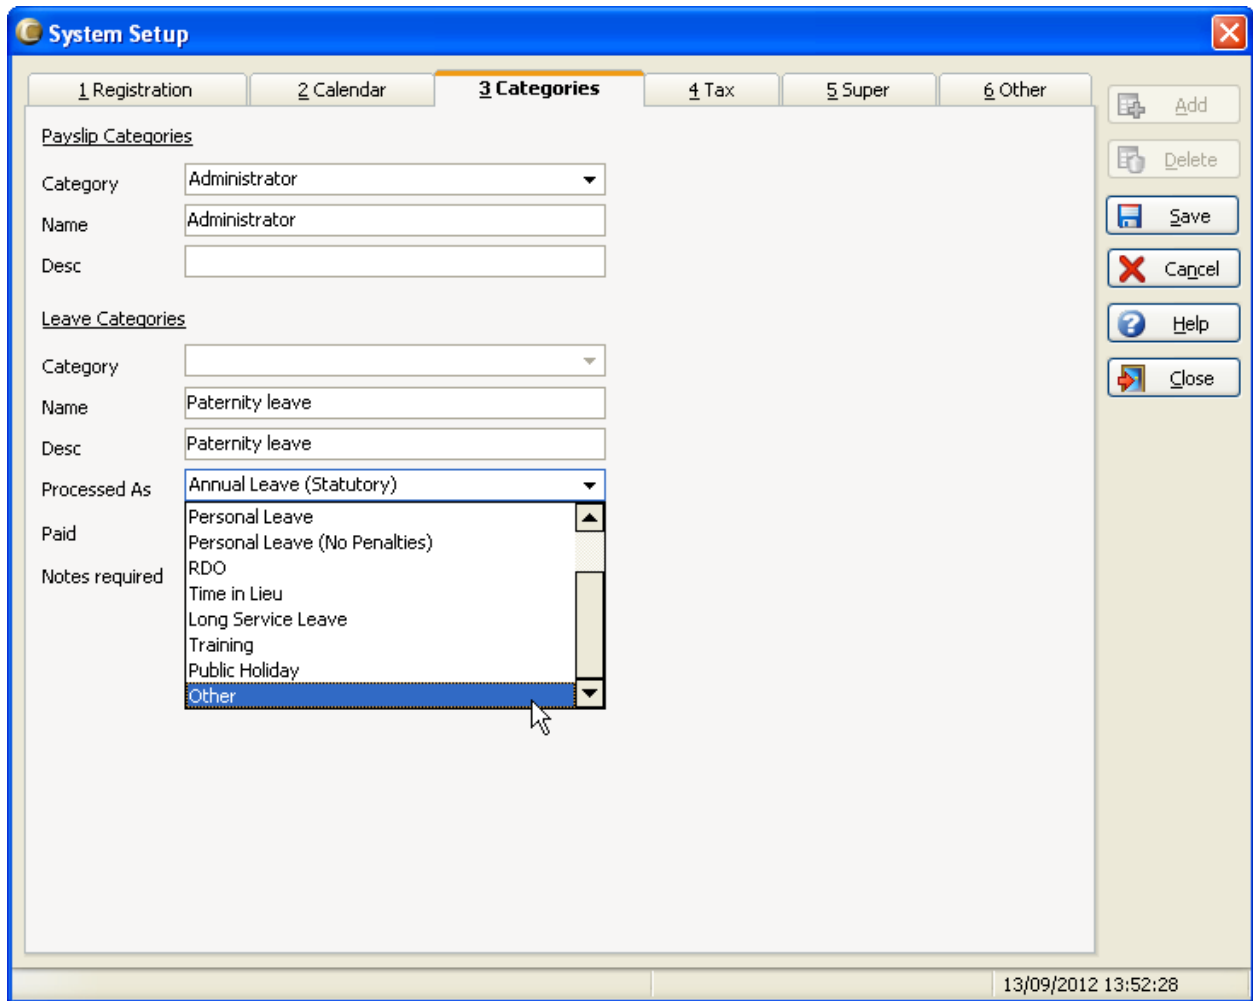 System Setup
1 Registration
2 Calendar
3 Categories
4 Tax
5 Super
6 Other
Payslip Categories
Category Administrator
Name Administrator
Desc
Leave Categories
Category
Name Paternity leave
Desc Paternity leave
Processed As Annual Leave (Statutory)
Paid
Notes required
Personal Leave
Personal Leave (No Penalties)
RDO
Time in Lieu
Long Service Leave
Training
Public Holiday
Other
Add
Delete
Save
Cancel
Help
Close
13/09/2012 13:52:28